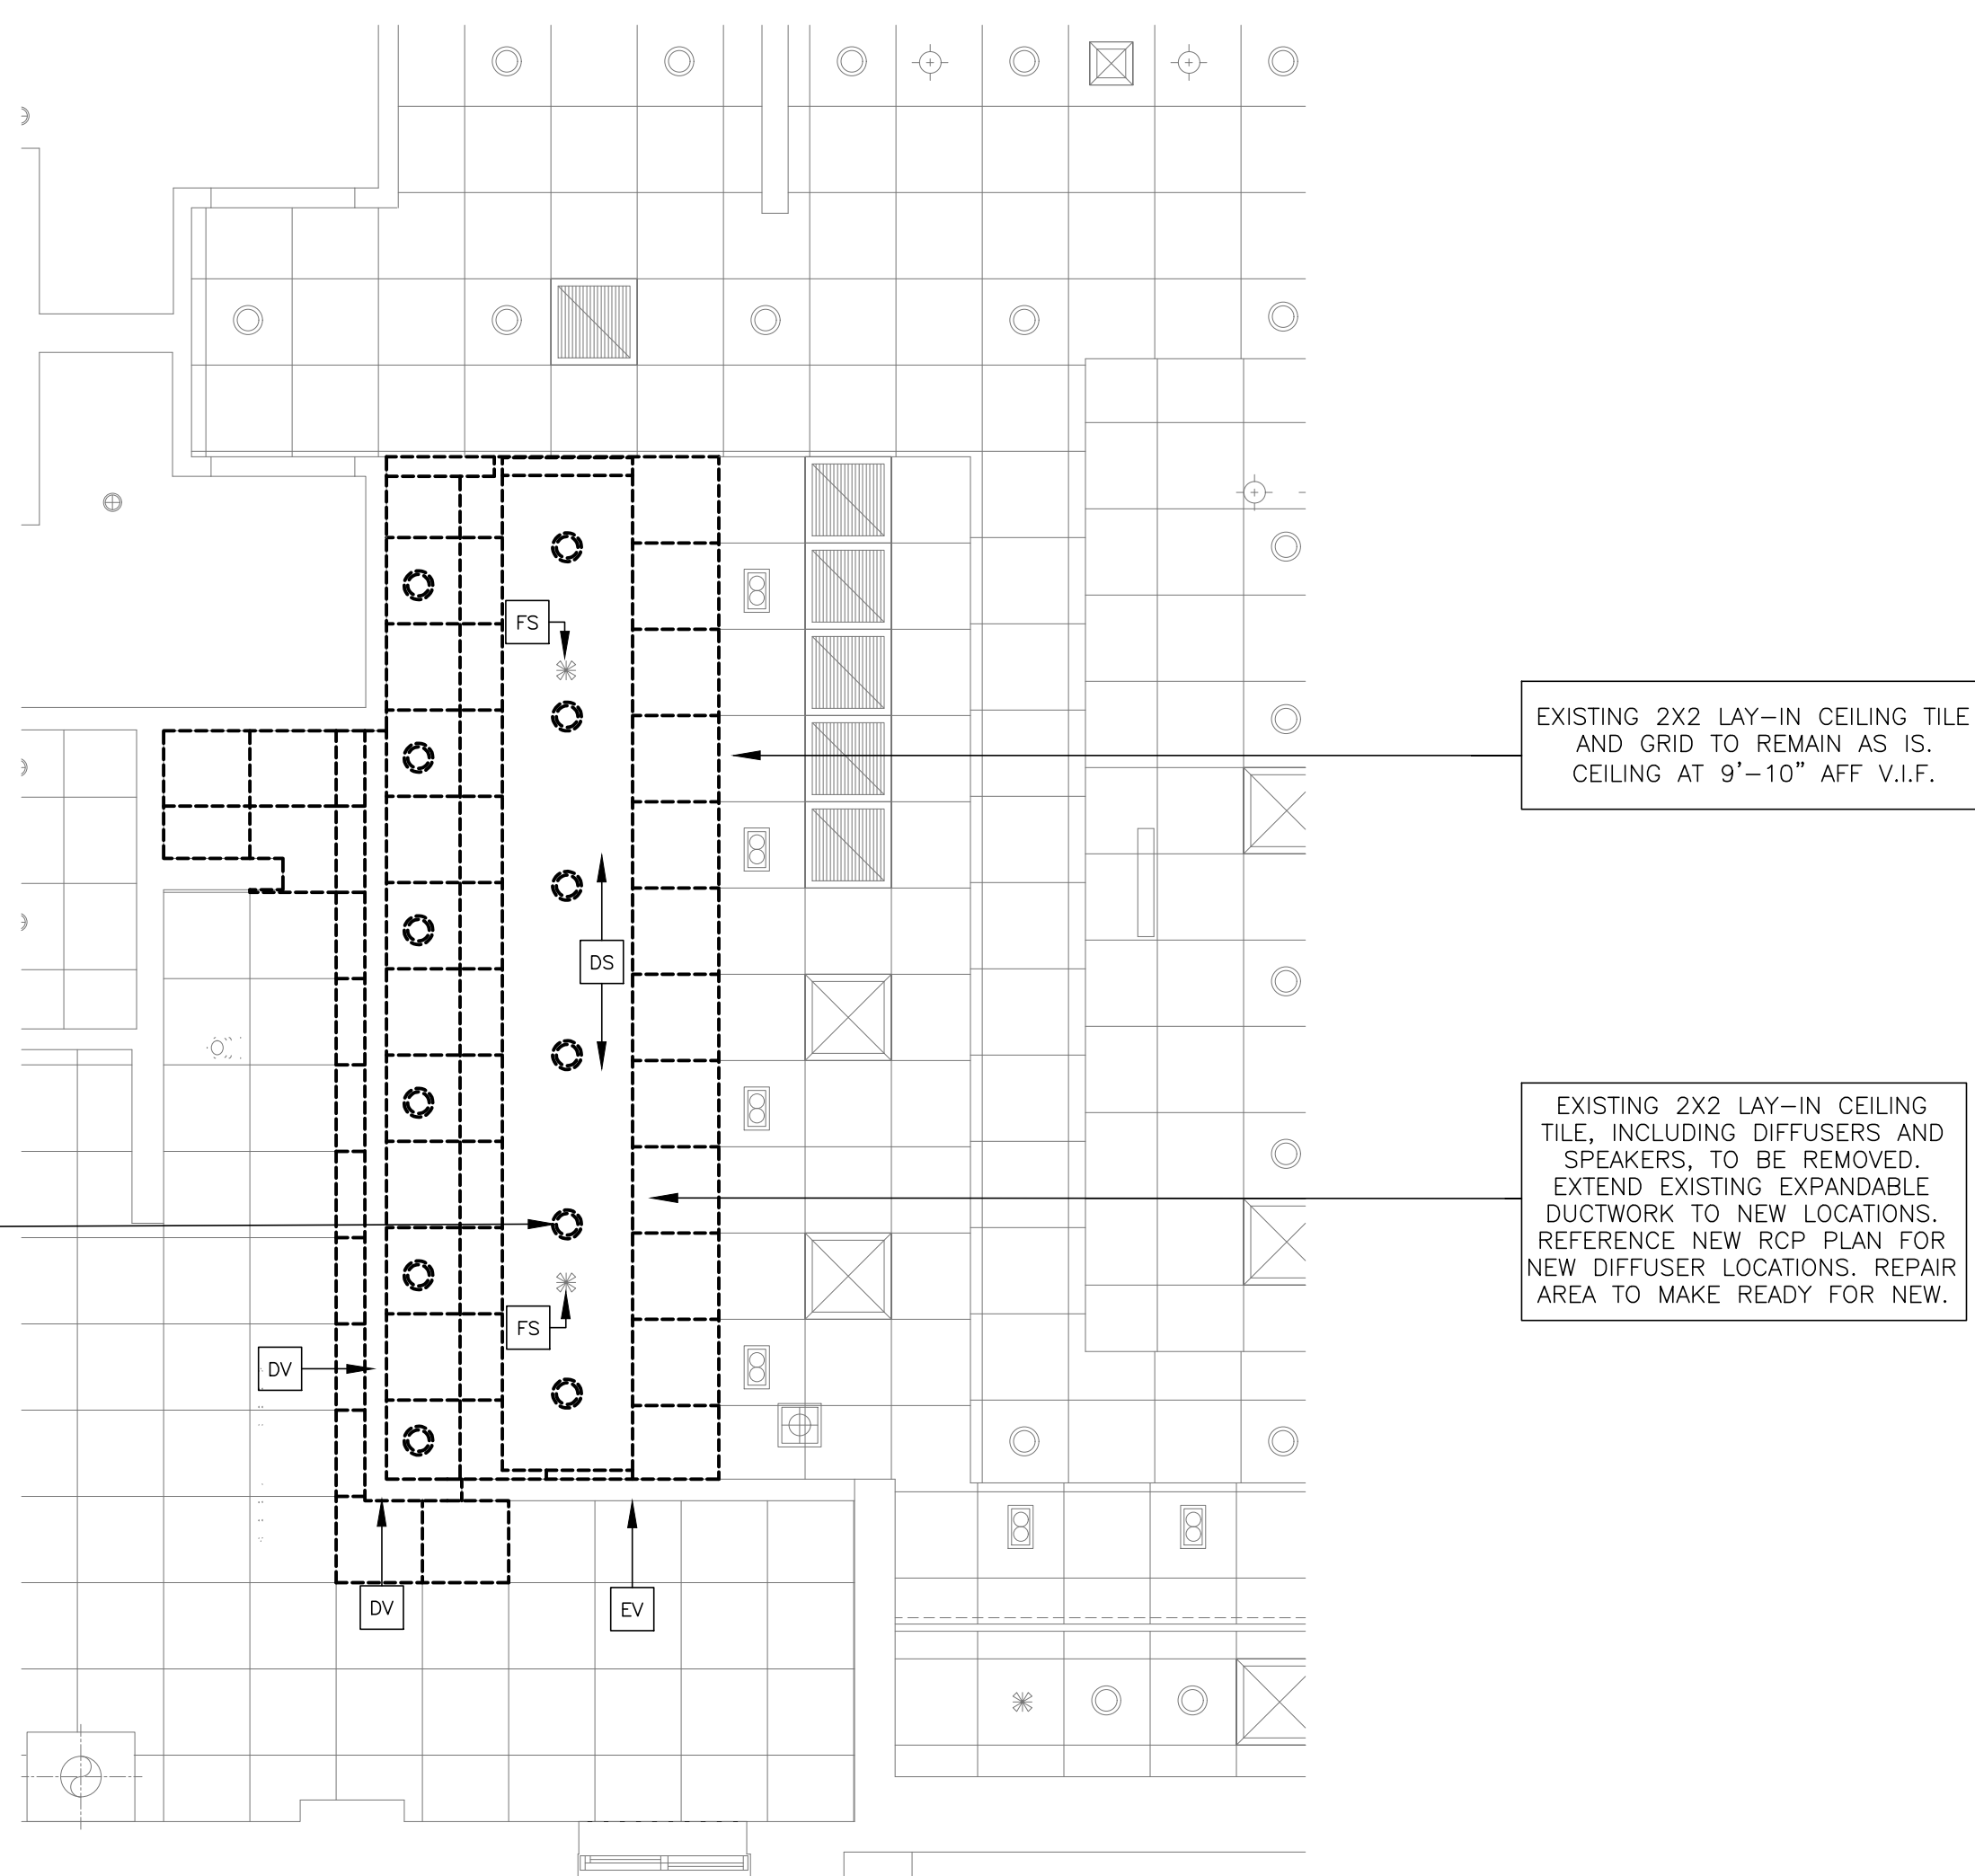 FS
EXISTING 2X2 LAY-IN CEILING TILE
AND GRID TO REMAIN AS IS.
CEILING AT 9'-10" AFF V.I.F.
DS
EXISTING 2X2 LAY-IN CEILING
TILE, INCLUDING DIFFUSERS AND
SPEAKERS, TO BE REMOVED.
EXTEND EXISTING EXPANDABLE
DUCTWORK TO NEW LOCATIONS.
REFERENCE NEW RCP PLAN FOR
NEW DIFFUSER LOCATIONS. REPAIR
AREA TO MAKE READY FOR NEW.
FS
DV
DV
EV